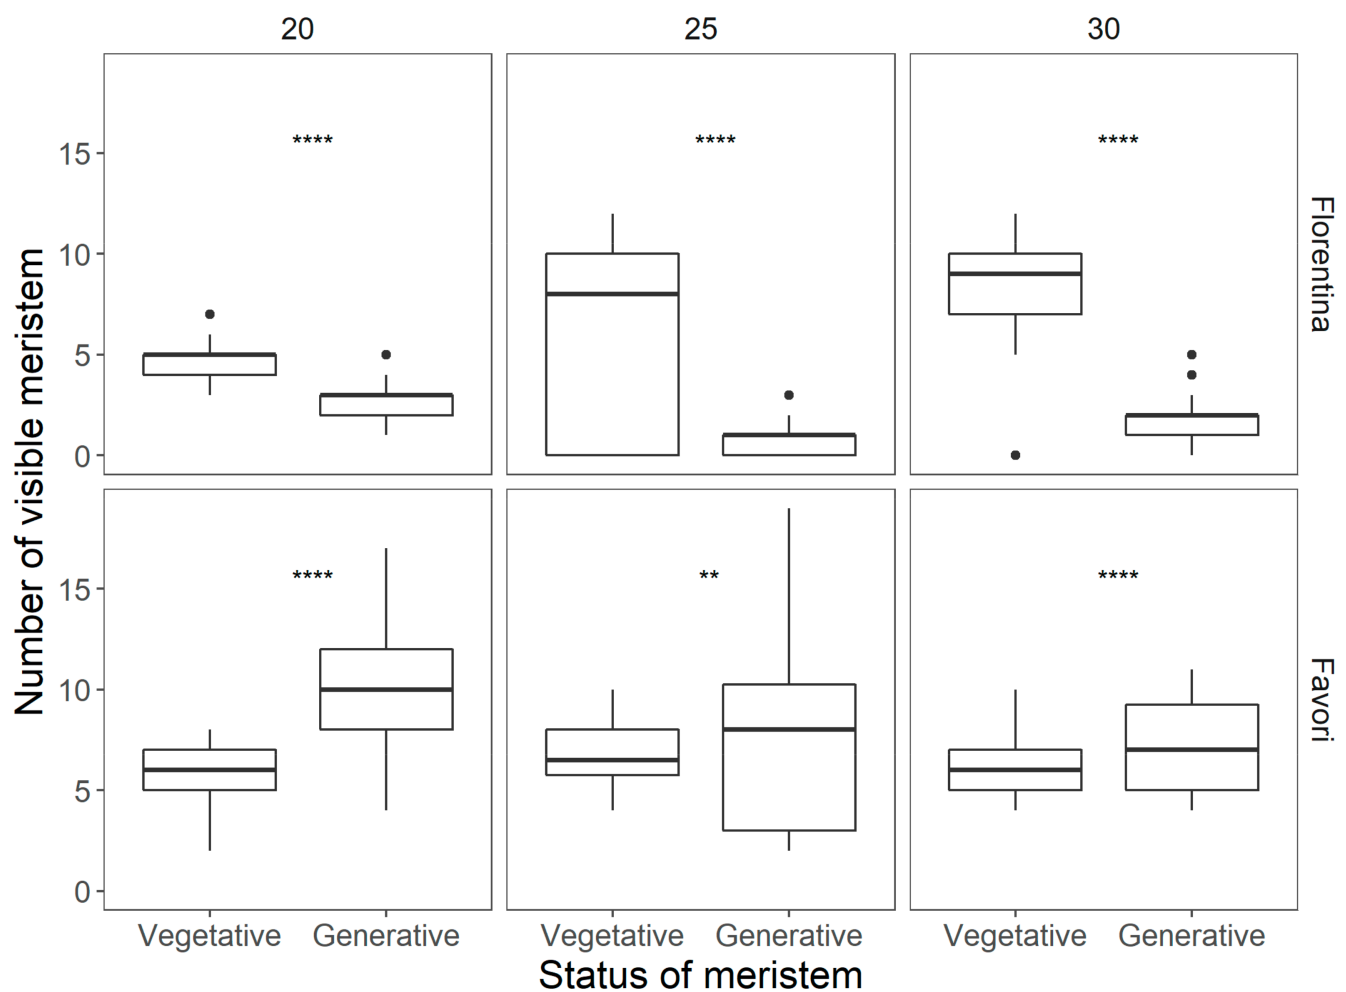 20 25 30
****
****
****
15
10
5
0
Florentina
****
**
****
15
10
5
0
Favori
Number of visible meristem
Vegetative Generative Vegetative Generative Vegetative Generative
Status of meristem